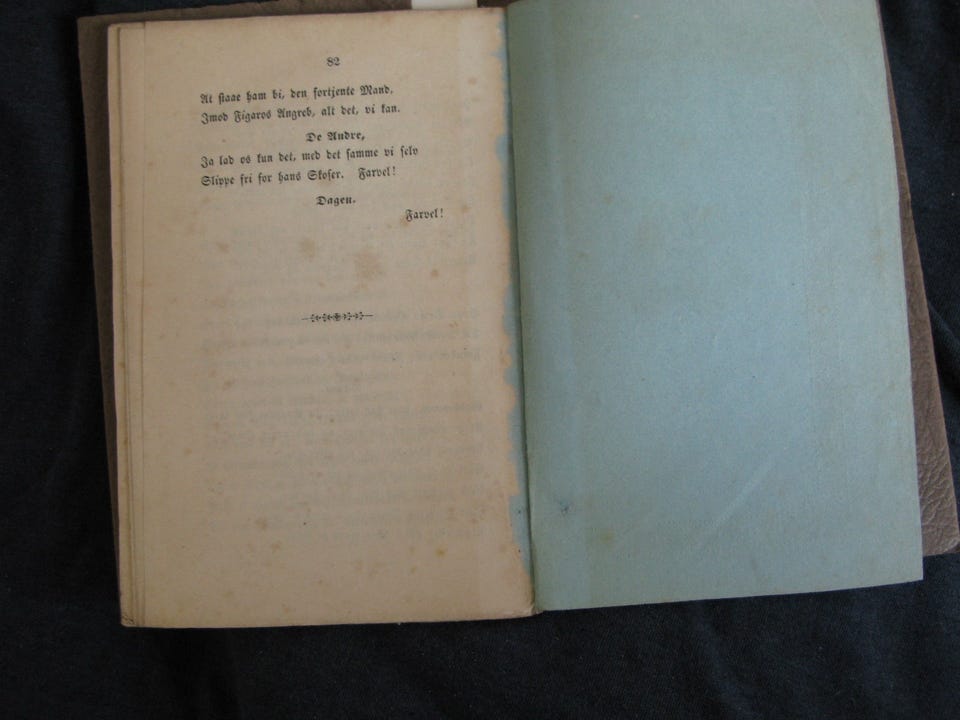 82
At staae ham bi, den fortjente Mand,
Imod Figaros Angreb, alt det, vi kan.
De Andre,
Ja lad os kun det, med det samme vi selv
Slippe fri for hans Skoser. Farvel!
Dagen.
Farvel!